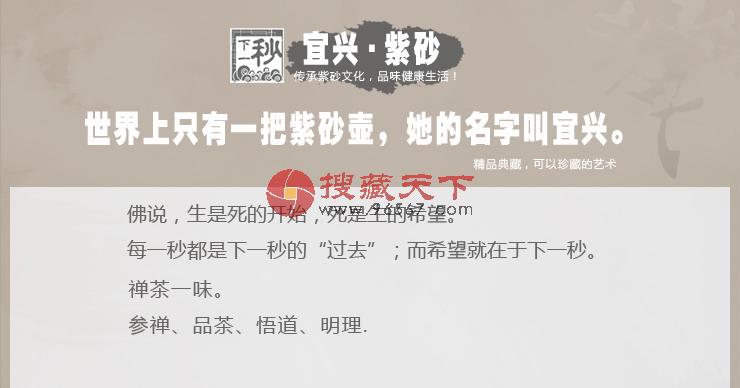 下一秒
宜兴·紫砂
传承紫砂文化，品味健康生活！
世界上只有一把紫砂壶，她的名字叫宜兴。
精品典藏，可以珍藏的艺术
搜藏天下
www.96567.com
佛说，生是死的开始，死是生的希望。
每一秒都是下一秒的“过去”；而希望就在于下一秒。
禅茶一味。
参禅、品茶、悟道、明理.